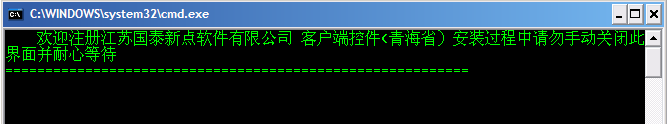 C:\WINDOWS\system32\cmd.exe
欢迎注册江苏国泰新点软件有限公司 客户端控件<青海省）安装过程中请勿手动关闭此
界面并耐心等待
==========================================================